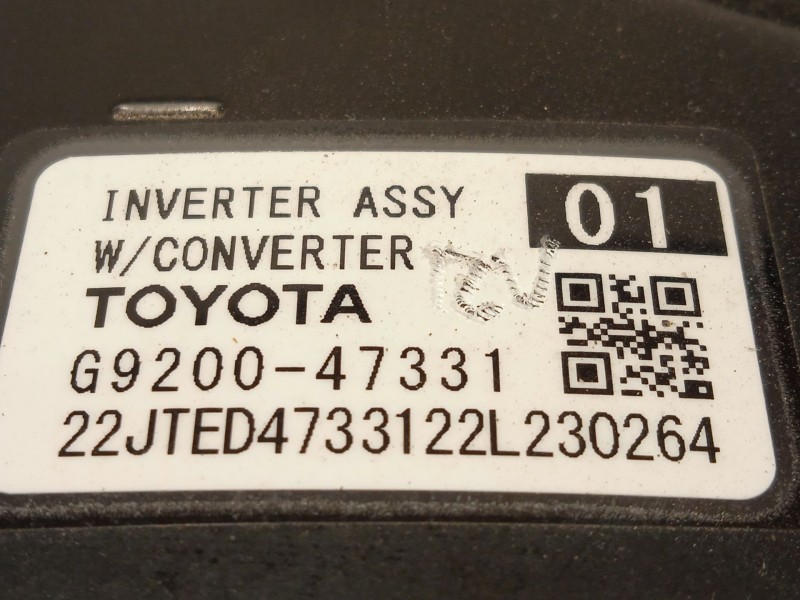 INVERTER ASSY 01
W/CONVERTER
TOYOTA
G9200-47331
22JTED4733122L230264